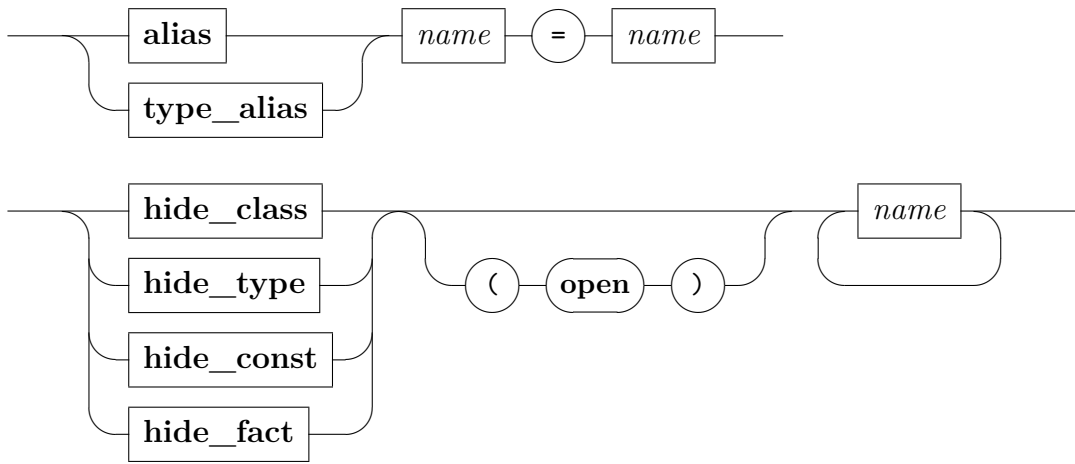 alias name = name
type_alias
hide_class name
hide_type ( open )
hide_const
hide_fact